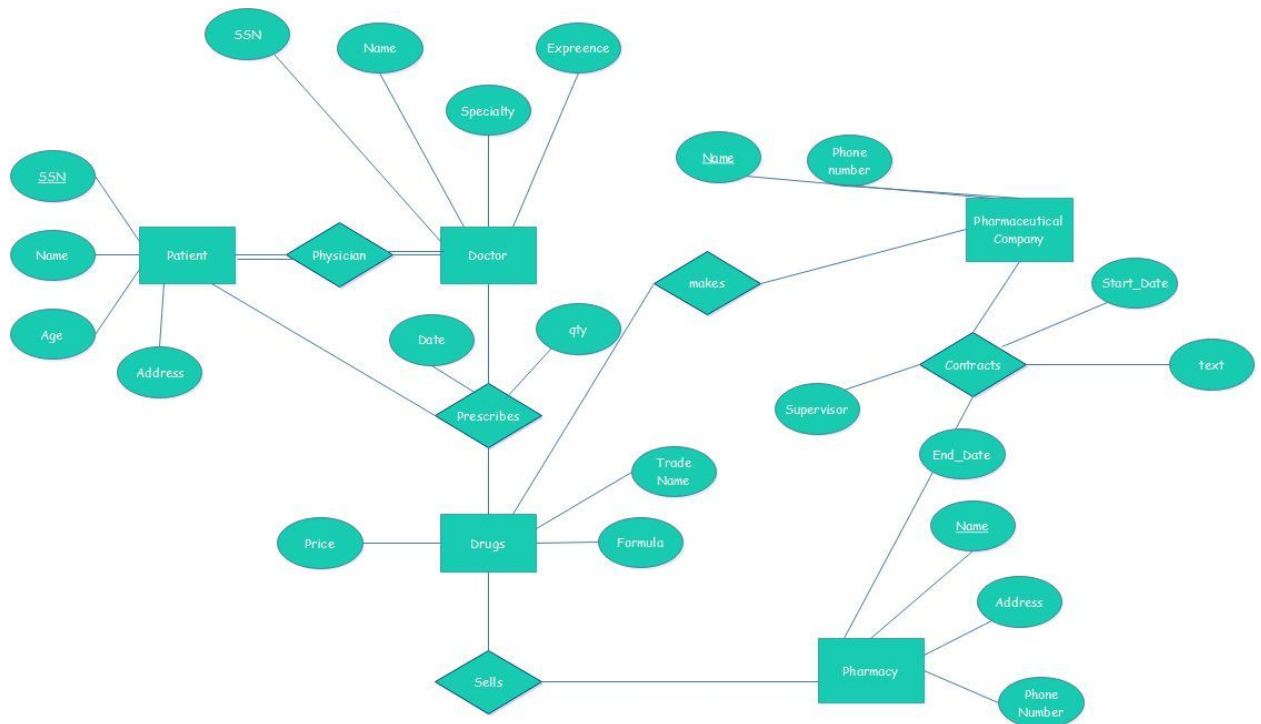 SSN
Name
Expreence
Specialty
Name
Phone
number
SSN
Pharmaceutical
Company
Name
Patient
Physician
Doctor
makes
Start_Date
Age
Date
qty
Address
Contracts
text
Supervisor
Prescribes
End_Date
Trade
Name
Name
Price
Drugs
Formula
Address
Pharmacy
Sells
Phone
Number